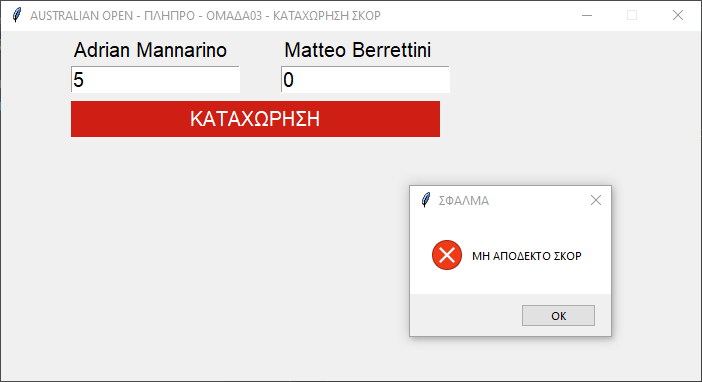 AUSTRALIAN OPEN - ΠΛΗΠΡΟ - ΟΜΑΔΑ03 - ΚΑΤΑΧΩΡΗΣΗ ΣΚΟΡ
Adrian Mannarino Matteo Berrettini
5 0
ΚΑΤΑΧΩΡΗΣΗ
ΣΦΑΛΜΑ
ΜΗ ΑΠΟΔΕΚΤΟ ΣΚΟΡ
OK